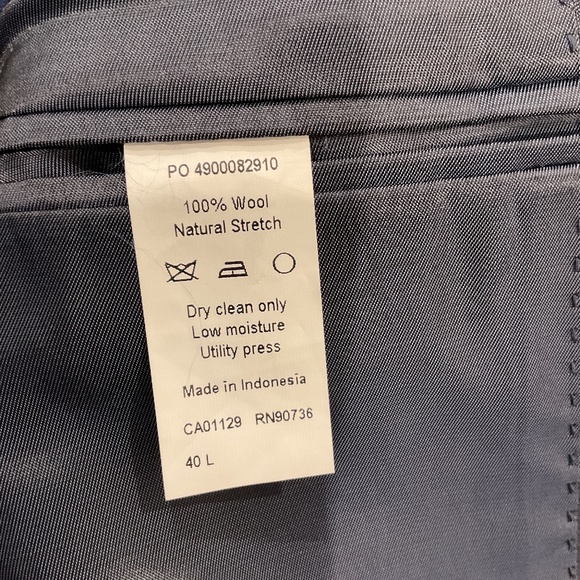 PO 4900082910
100% Wool
Natural Stretch
Dry clean only
Low moisture
Utility press
Made in Indonesia
CA01129 RN90736
40 L